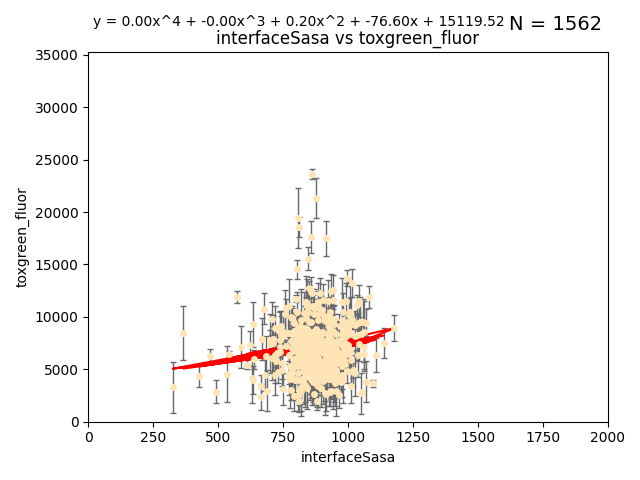 y = 0.00x^4 + -0.00x^3 + 0.20x^2 + -76.60x + 15119.52 N = 1562
interfaceSasa vs toxgreen_fluor
35000
30000
25000
20000
15000
10000
5000
0
toxgreen_fluor
0 250 500 750 1000 1250 1500 1750 2000
interfaceSasa